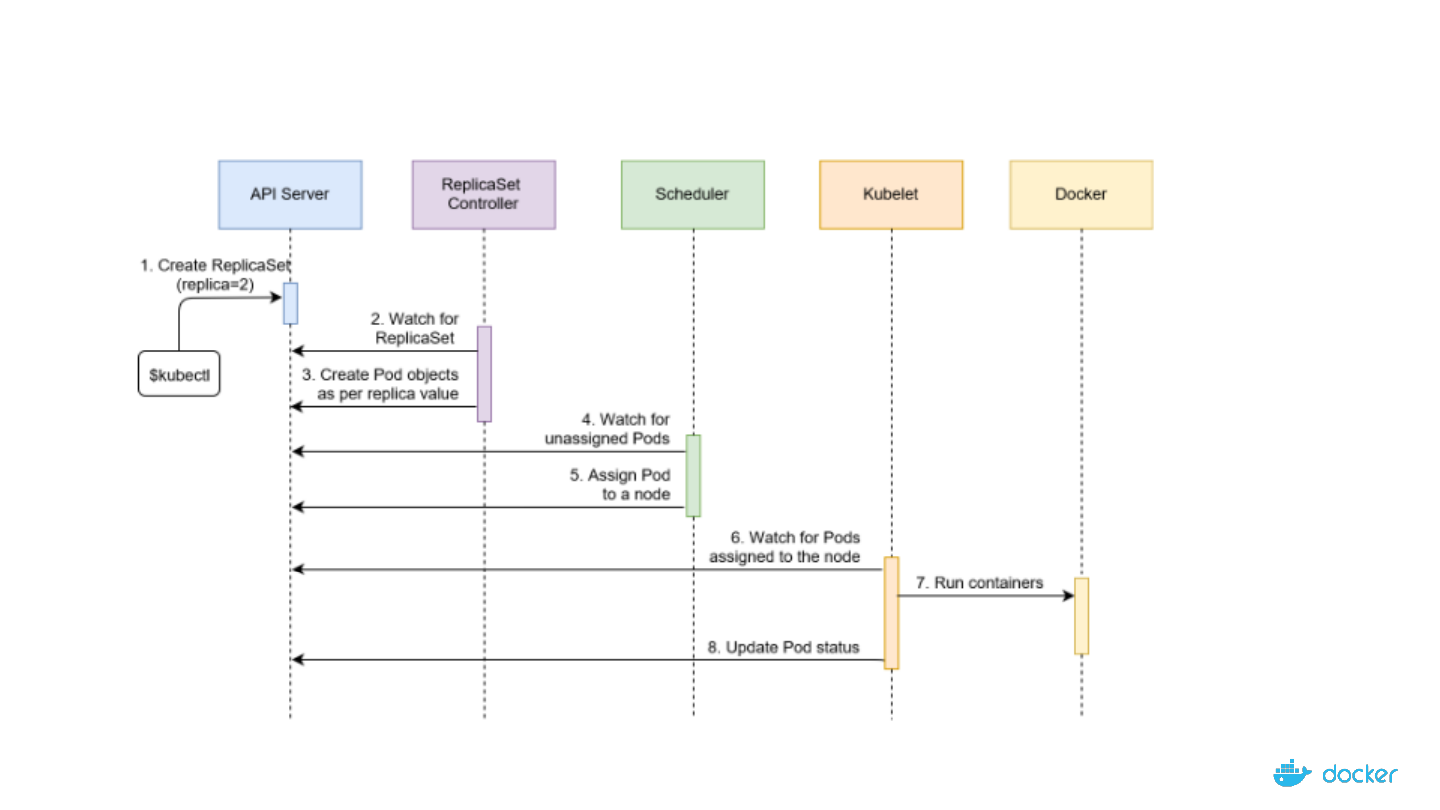 API Server
ReplicaSet
Controller
Scheduler
Kubelet
Docker
1. Create ReplicaSet
(replica=2)
$kubectl
2. Watch for
ReplicaSet
3. Create Pod objects
as per replica value
4. Watch for
unassigned Pods
5. Assign Pod
to a node
6. Watch for Pods
assigned to the node
7. Run containers
8. Update Pod status
docker